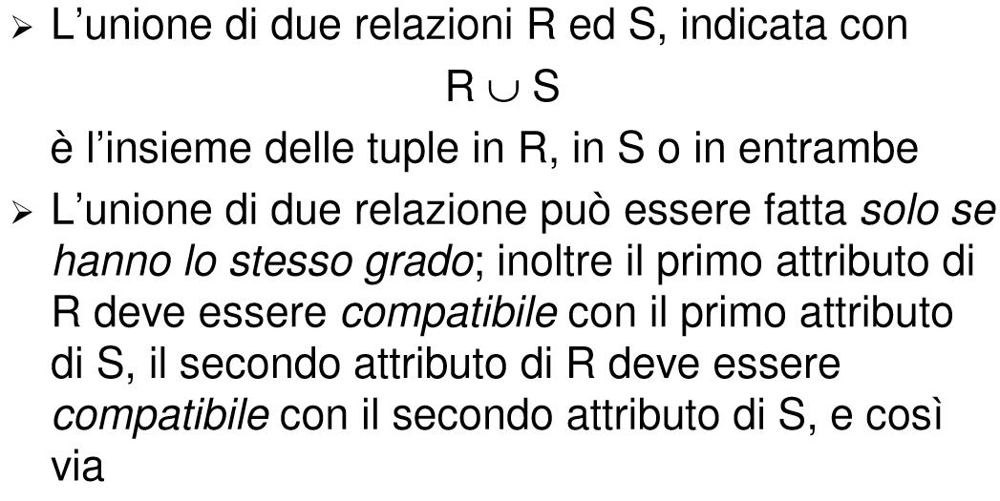 ➢ L’unione di due relazioni R ed S, indicata con
R ∪ S
è l’insieme delle tuple in R, in S o in entrambe
➢ L’unione di due relazione può essere fatta solo se
hanno lo stesso grado; inoltre il primo attributo di
R deve essere compatibile con il primo attributo
di S, il secondo attributo di R deve essere
compatibile con il secondo attributo di S, e così
via